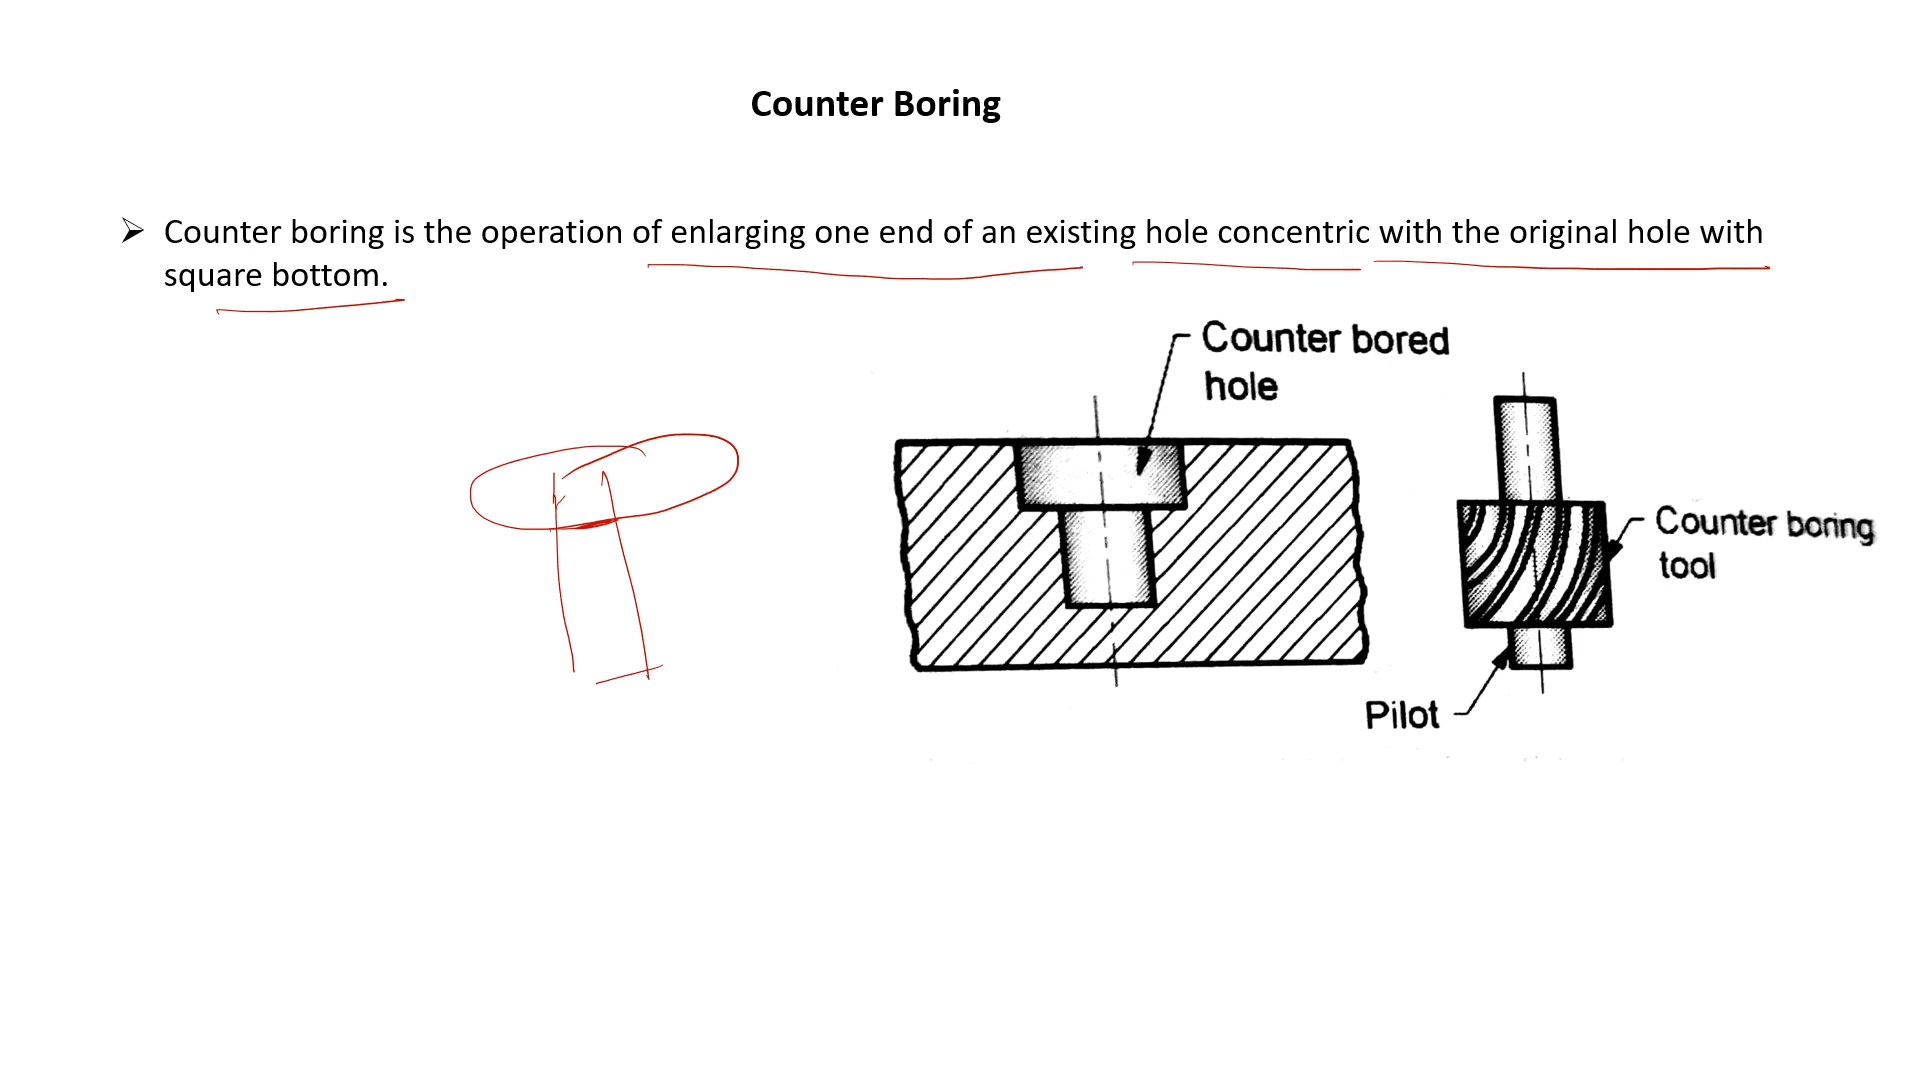 Counter Boring
Counter boring is the operation of enlarging one end of an existing hole concentric with the original hole with
square bottom.
Counter bored
hole
Counter boring
tool
Pilot